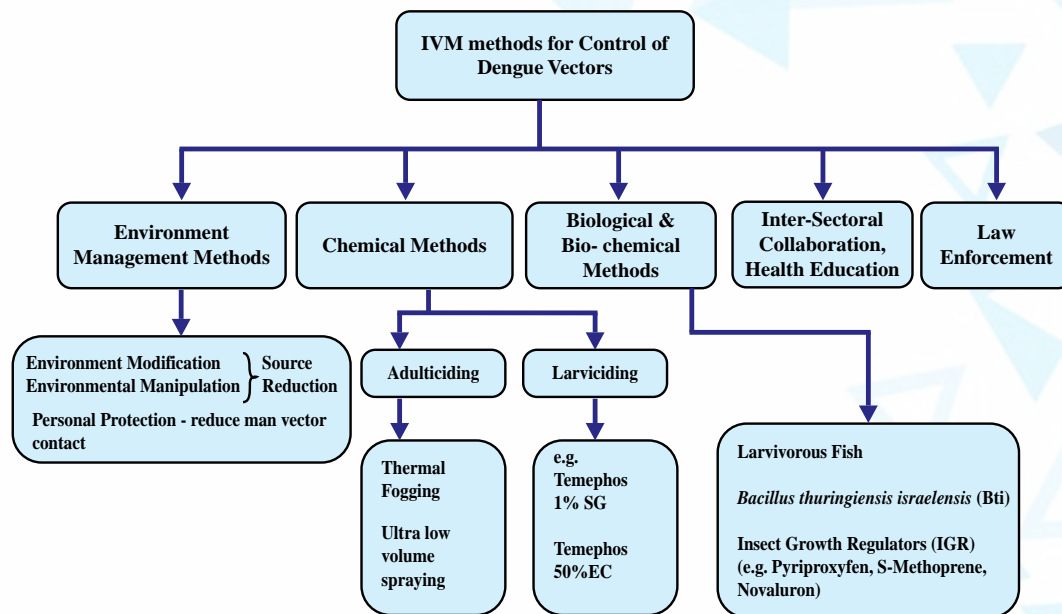 IVM methods for Control of
Dengue Vectors
Environment
Management Methods
Chemical Methods
Biological &
Bio- chemical
Methods
Inter-Sectoral
Collaboration,
Health Education
Law
Enforcement
Environment Modification
Environmental Manipulation
Source
Reduction
Personal Protection - reduce man vector
contact
Adulticiding
Larviciding
Thermal
Fogging
Ultra low
volume
spraying
e.g.
Temephos
1% SG
Temephos
50%EC
Larvivorous Fish
Bacillus thuringiensis israelensis (Bti)
Insect Growth Regulators (IGR)
(e.g. Pyriproxyfen, S-Methoprene,
Novaluron)